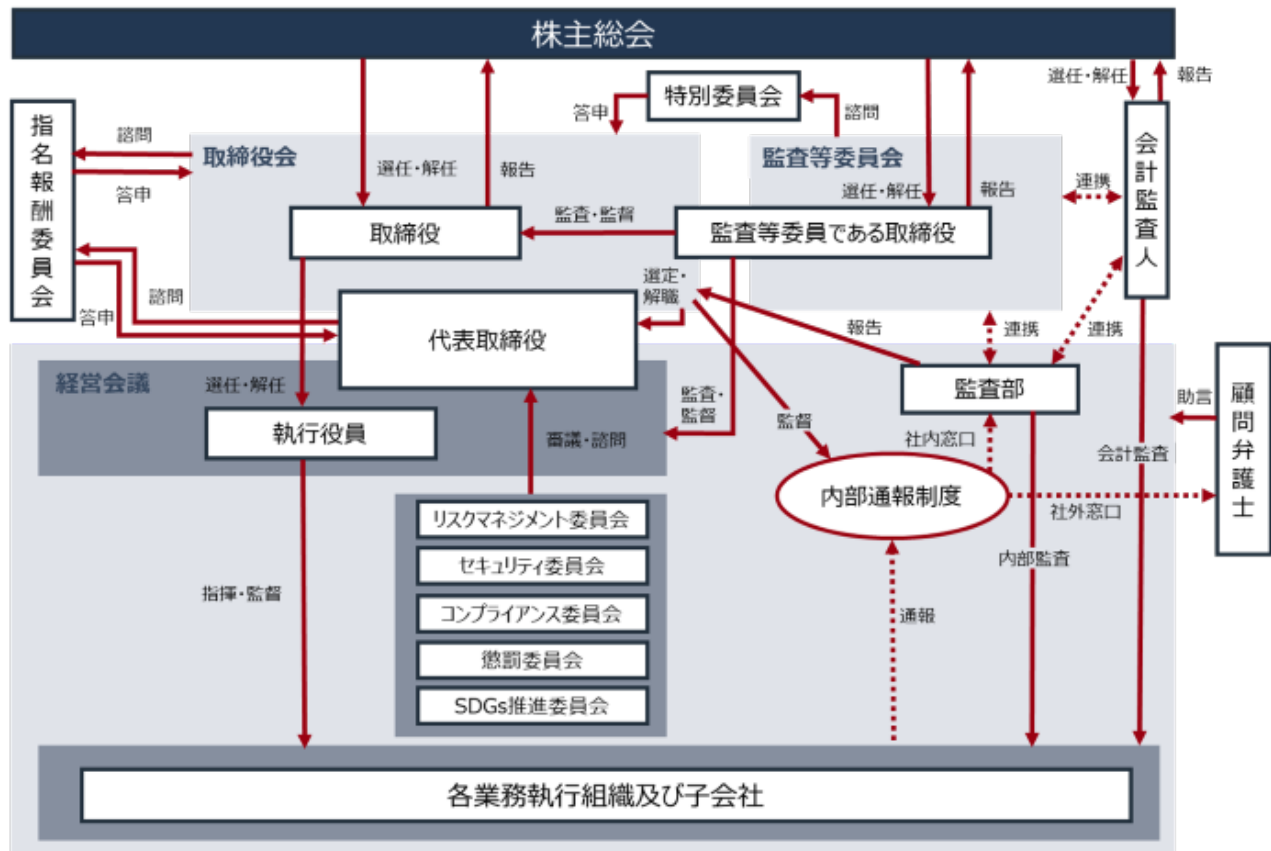 株主総会
選任・解任
報告
特別委員会
答申
諮問
指名報酬委員会
諮問
答申
取締役会
選任・解任
報告
監査等委員会
選任・解任
報告
会計監査人
連携
取締役
監査・監督
監査等委員である取締役
諮問
答申
選定・
解職
代表取締役
報告
連携
連携
経営会議
選任・解任
執行役員
監査・
監督
監査部
助言
顧問弁護士
審議・諮問
監督
社内窓口
会計監査
内部通報制度
社外窓口
リスクマネジメント委員会
セキュリティ委員会
コンプライアンス委員会
懲罰委員会
SDGs推進委員会
指揮・監督
内部監査
通報
各業務執行組織及び子会社